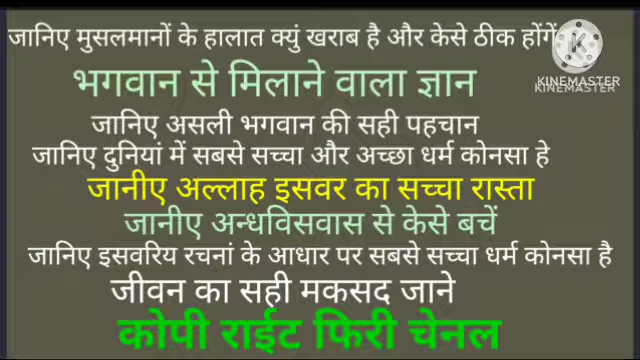 जानिए मुसलमानों के हालात क्युं खराब है और केसे ठीक होंगें
KINEMASTER
भगवान से मिलाने वाला ज्ञान
जानिए असली भगवान की सही पहचान
जानिए दुनियां में सबसे सच्चा और अच्छा धर्म कोनसा हे
जानीए अल्लाह इसवर का सच्चा रास्ता
जानीए अन्धविसवास से केसे बचें
जानिए इसवरिय रचनां के आधार पर सबसे सच्चा धर्म कोनसा है
जीवन का सही मकसद जाने
कोपी राईट फिरी चेनल